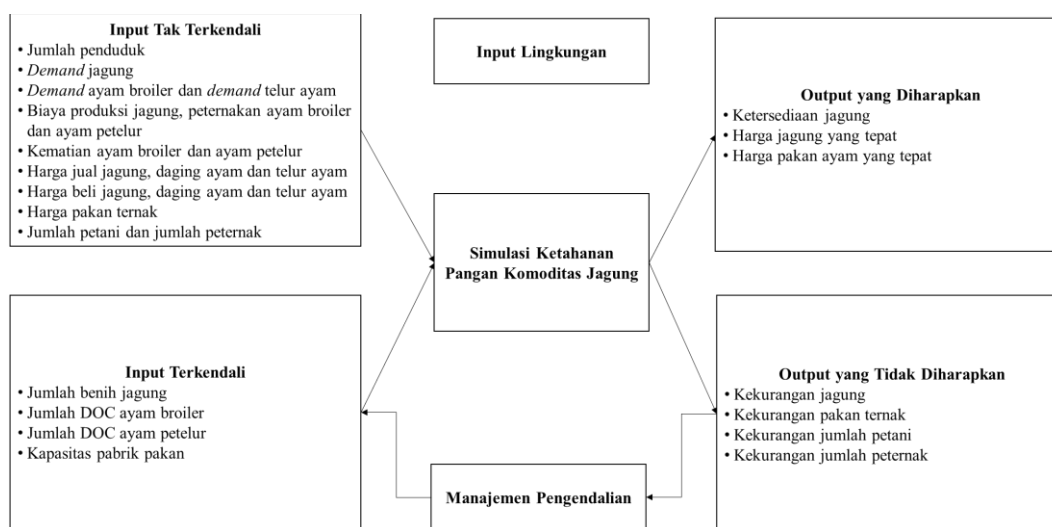 Input Tak Terkendali
• Jumlah penduduk
• Demand jagung
• Demand ayam broiler dan demand telur ayam
• Biaya produksi jagung, peternakan ayam broiler
dan ayam petelur
• Kematian ayam broiler dan ayam petelur
• Harga jual jagung, daging ayam dan telur ayam
• Harga beli jagung, daging ayam dan telur ayam
• Harga pakan ternak
• Jumlah petani dan jumlah peternak
Input Lingkungan
Output yang Diharapkan
• Ketersediaan jagung
• Harga jagung yang tepat
• Harga pakan ayam yang tepat
Simulasi Ketahanan
Pangan Komoditas Jagung
Input Terkendali
• Jumlah benih jagung
• Jumlah DOC ayam broiler
• Jumlah DOC ayam petelur
• Kapasitas pabrik pakan
Output yang Tidak Diharapkan
• Kekurangan jagung
• Kekurangan pakan ternak
• Kekurangan jumlah petani
• Kekurangan jumlah peternak
Manajemen Pengendalian